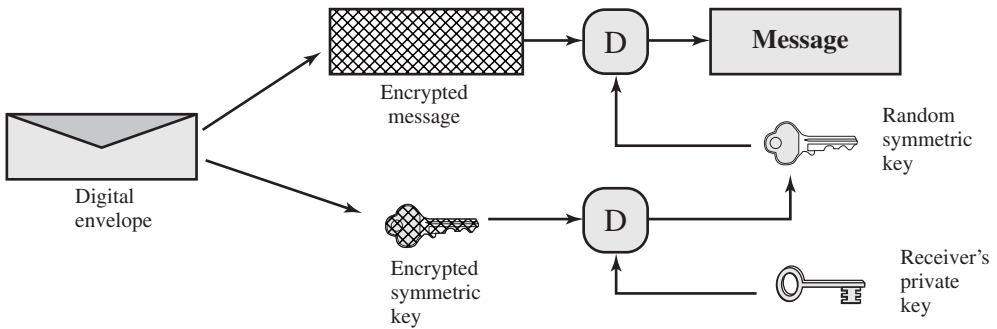 D
Message
Encrypted
message
Random
symmetric
key
Digital
envelope
D
Encrypted
symmetric
key
Receiver's
private
key